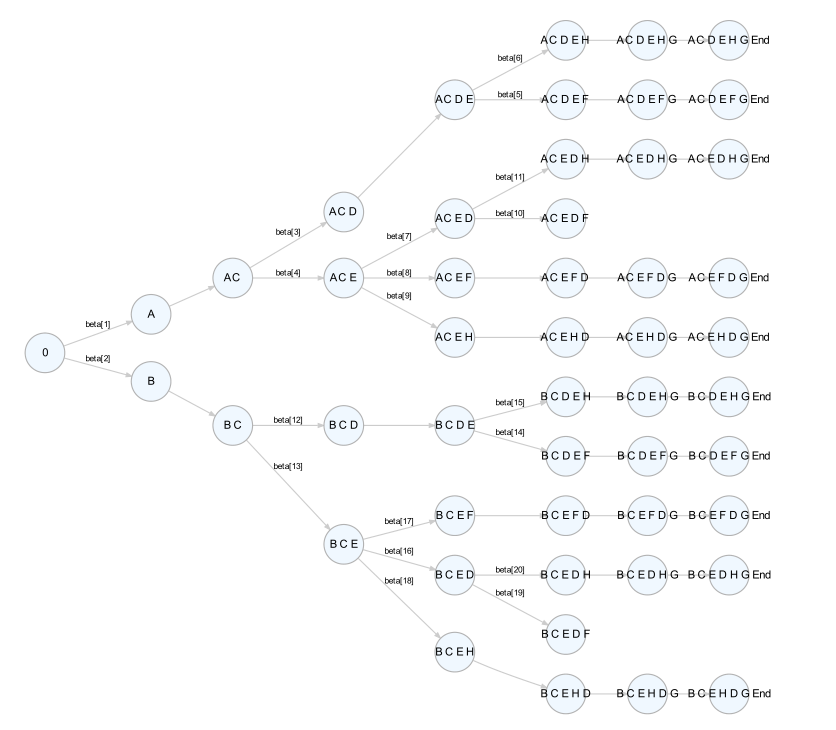 A C D E H A C D E H G A C D E H G End
beta[6]
A C D E beta[5] A C D E F A C D E F G A C D E F G End
A C E D H A C E D H G A C E D H G End
beta[11]
A C D beta[10]
A C E D A C E D F
beta[3] beta[7]
A C beta[4] A C E beta[8] A C E F A C E F D A C E F D G A C E F D G End
beta[9]
A
beta[1]
A C E H A C E H D A C E H D G A C E H D G End
0
beta[2]
B
B C D E H B C D E H G B C D E H G End
beta[15]
B C beta[12] B C D B C D E
beta[14]
B C D E F B C D E F G B C D E F G End
beta[13]
beta[17] B C E F B C E F D B C E F D G B C E F D G End
B C E
beta[16]
beta[18] B C E D beta[20] B C E D H B C E D H G B C E D H G End
beta[19]
B C E D F
B C E H
B C E H D B C E H D G B C E H D G End